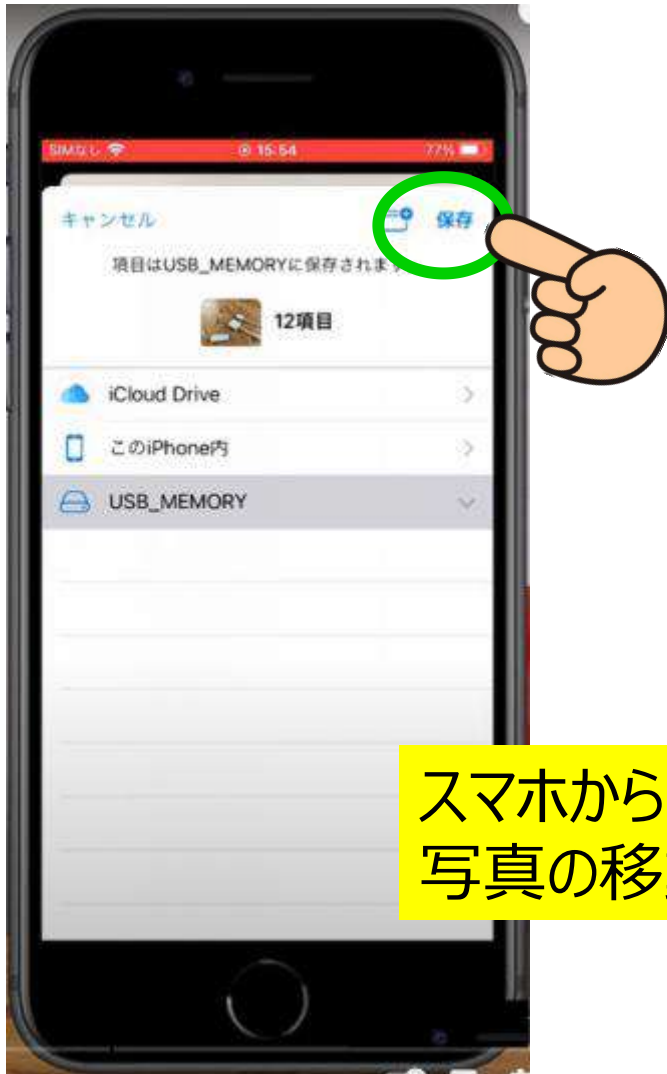 SIMなし 15:54 77%
キャンセル 保存
項目はUSB_MEMORYに保存されます
12項目
iCloud Drive
このiPhone内
USB_MEMORY
スマホから
写真の移